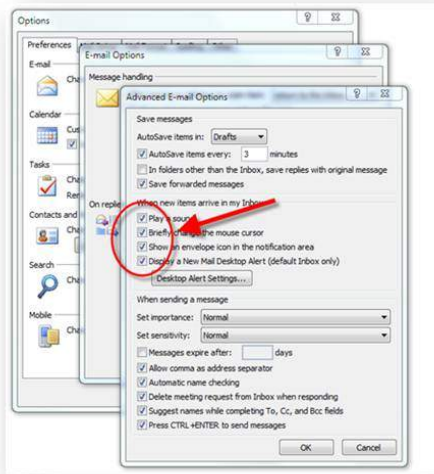 Options
Preferences
E-mail
Calendar
Tasks
Contacts and
Search
Mobile
E-mail Options
Message handling
On replie
Advanced E-mail Options
Save messages
AutoSave items in: Drafts
AutoSave items every: 3 minutes
In folders other than the Inbox, save replies with original message
Save forwarded messages
When new items arrive in my Inbox
Play a sound
Briefly change the mouse cursor
Show an envelope icon in the notification area
Display a New Mail Desktop Alert (default Inbox only)
Desktop Alert Settings...
When sending a message
Set importance: Normal
Set sensitivity: Normal
Messages expire after: days
Allow comma as address separator
Automatic name checking
Delete meeting request from Inbox when responding
Suggest names while completing To, Cc, and Bcc fields
Press CTRL+ENTER to send messages
OK Cancel